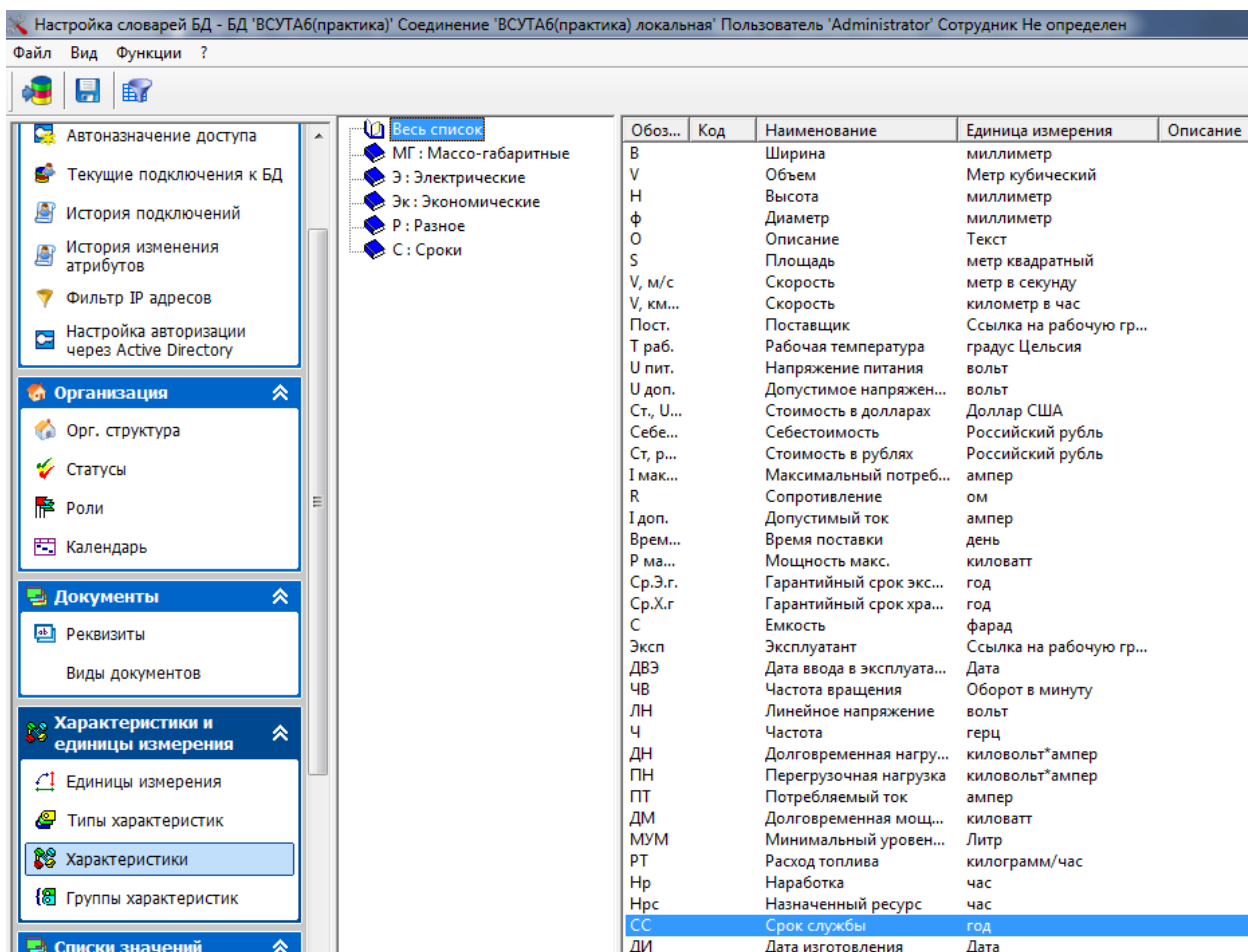 Настройка словарей БД - БД 'ВСУТАб(практика)' Соединение 'ВСУТАб(практика) локальная' Пользователь 'Administrator' Сотрудник Не определен
Файл Вид Функции ?
Автоназначение доступа
Текущие подключения к БД
История подключений
История изменения
атрибутов
Фильтр IP адресов
Настройка авторизации
через Active Directory
Организация
Орг. структура
Статусы
Роли
Календарь
Документы
Реквизиты
Виды документов
Характеристики и
единицы измерения
Единицы измерения
Типы характеристик
Характеристики
Группы характеристик
Списки значений
Весь список
МГ : Массо-габаритные
Э : Электрические
Эк : Экономические
Р : Разное
С : Сроки
Обоз... Код Наименование Единица измерения Описание
B Ширина миллиметр
V Объем Метр кубический
H Высота миллиметр
ф Диаметр миллиметр
О Описание Текст
S Площадь метр квадратный
V, м/с Скорость метр в секунду
V, км... Скорость километр в час
Пост. Поставщик Ссылка на рабочую гр...
Т раб. Рабочая температура градус Цельсия
U пит. Напряжение питания вольт
U доп. Допустимое напряжен... вольт
Ст., U... Стоимость в долларах Доллар США
Себе... Себестоимость Российский рубль
Ст, р... Стоимость в рублях Российский рубль
I мак... Максимальный потреб... ампер
R Сопротивление ом
I доп. Допустимый ток ампер
Врем... Время поставки день
P ма... Мощность макс. киловатт
Ср.Э.г. Гарантийный срок экс... год
Ср.Х.г Гарантийный срок хра... год
С Емкость фарад
Эксп Эксплуатант Ссылка на рабочую гр...
ДВЭ Дата ввода в эксплуата... Дата
ЧВ Частота вращения Оборот в минуту
ЛН Линейное напряжение вольт
Ч Частота герц
ДН Долговременная нагру... киловольт*ампер
ПН Перегрузочная нагрузка киловольт*ампер
ПТ Потребляемый ток ампер
ДМ Долговременная мощ... киловатт
МУМ Минимальный уровен... Литр
РТ Расход топлива килограмм/час
Нр Наработка час
Нрс Назначенный ресурс час
СС Срок службы год
ДИ Дата изготовления Дата